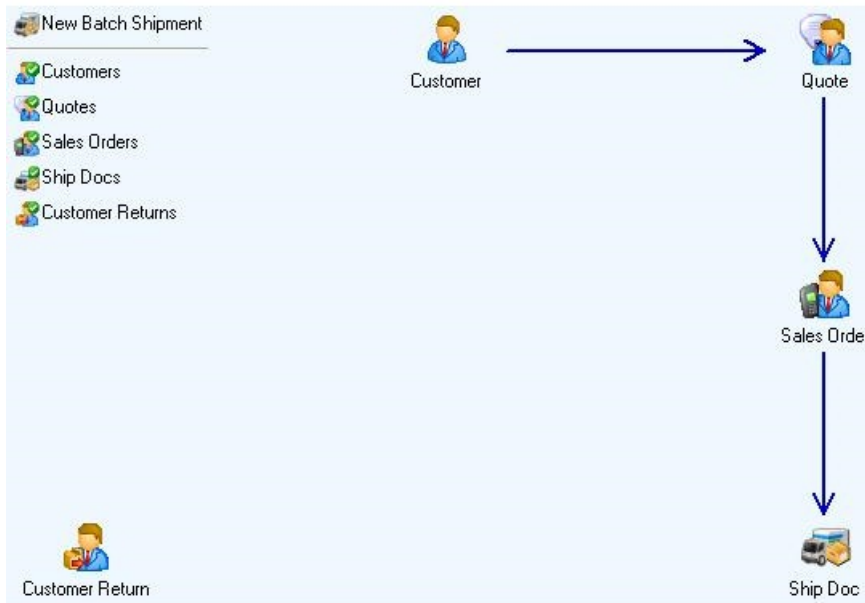 New Batch Shipment
Customers
Quotes
Sales Orders
Ship Docs
Customer Returns
Customer
Quote
Sales Orde
Customer Return
Ship Doc